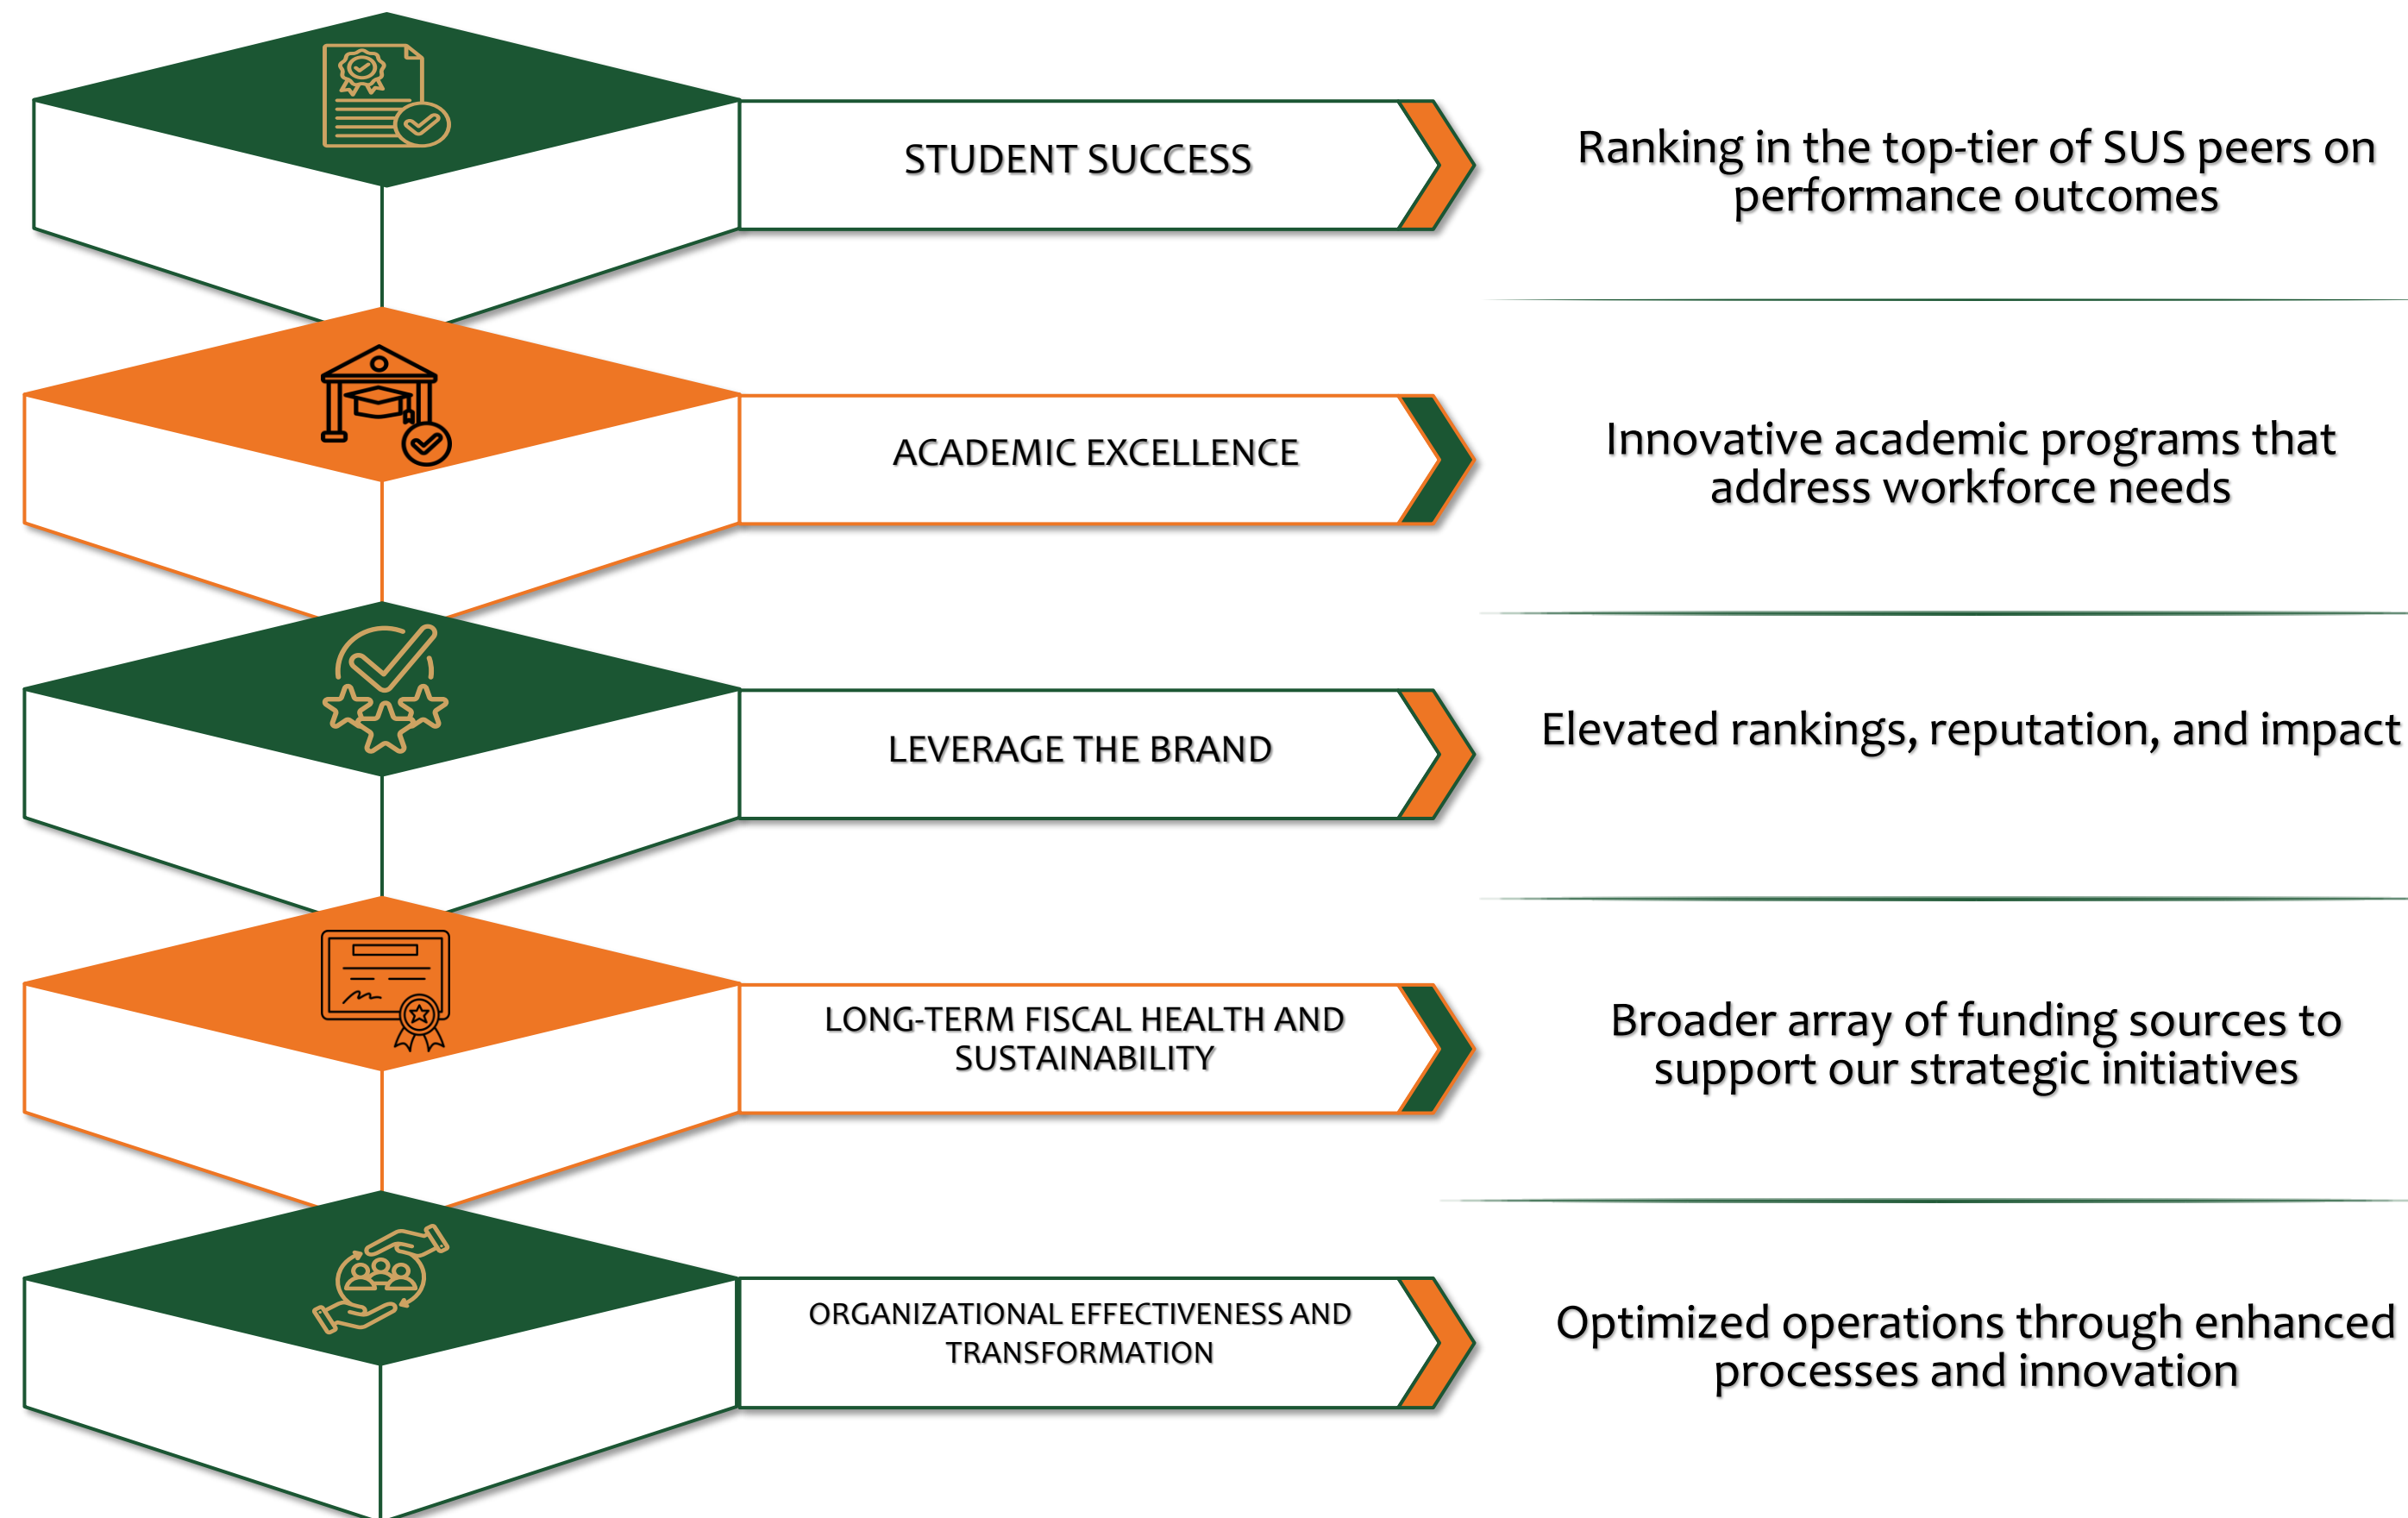 STUDENT SUCCESS
Ranking in the top-tier of SUS peers on
performance outcomes
ACADEMIC EXCELLENCE
Innovative academic programs that
address workforce needs
LEVERAGE THE BRAND
Elevated rankings, reputation, and impact
LONG-TERM FISCAL HEALTH AND
SUSTAINABILITY
Broader array of funding sources to
support our strategic initiatives
ORGANIZATIONAL EFFECTIVENESS AND
TRANSFORMATION
Optimized operations through enhanced
processes and innovation